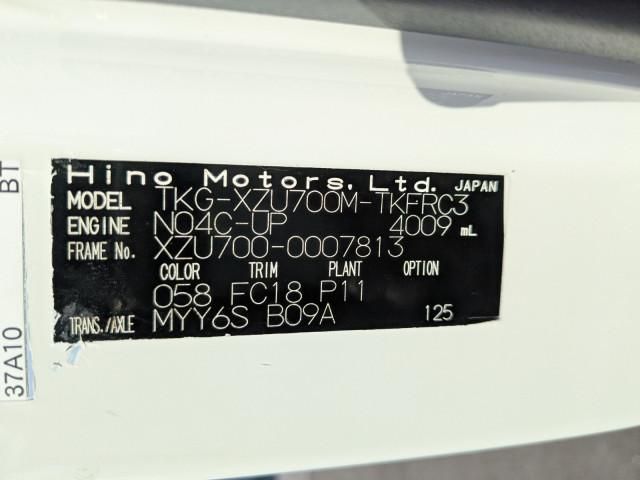 Hino Motors, Ltd. JAPAN
MODEL TKG-XZU700M-TKFRC3
ENGINE N04C-UP 4009 mL
FRAME No. XZU700-0007813
COLOR TRIM PLANT OPTION
058 FC18 P11
TRANS./AXLE MYY6S B09A 125
BT
37A10